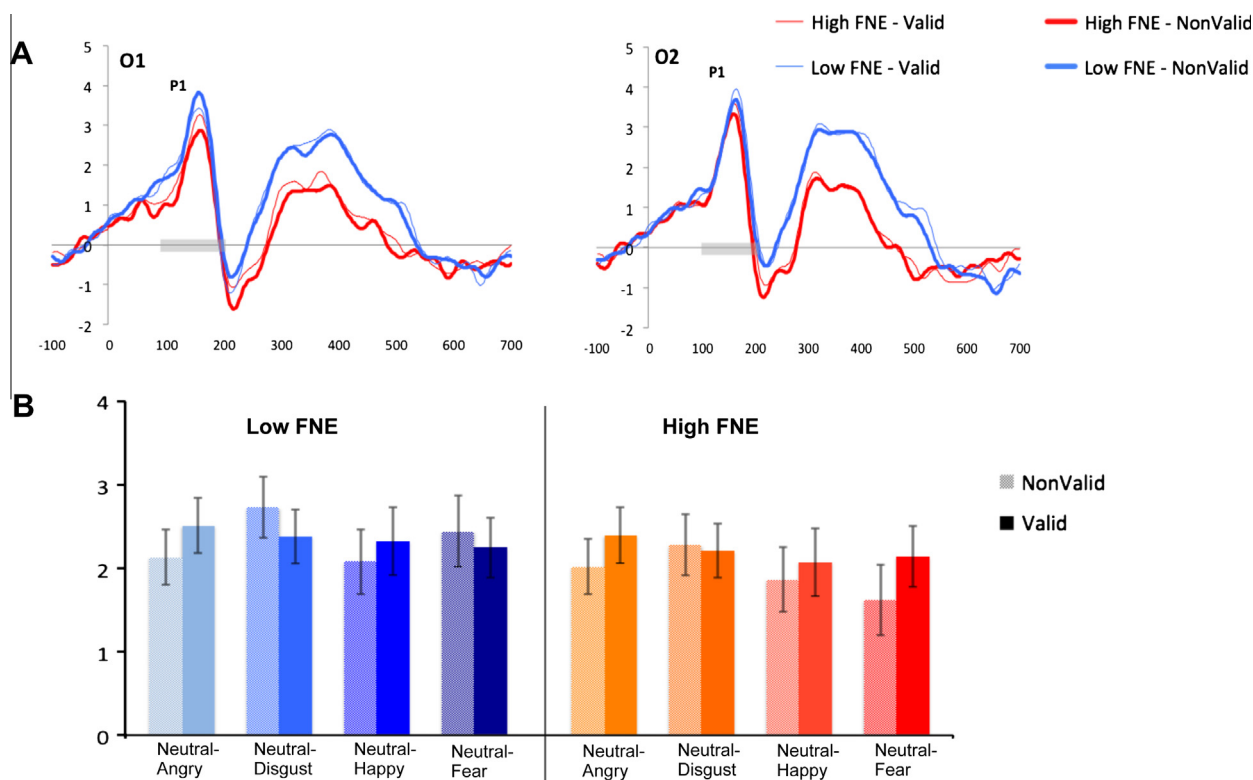 A
High FNE - Valid
High FNE - NonValid
Low FNE - Valid
Low FNE - NonValid
O1
P1
5
4
3
2
1
0
-1
-2
-100 0 100 200 300 400 500 600 700
O2
P1
5
4
3
2
1
0
-1
-2
-100 0 100 200 300 400 500 600 700
B
Low FNE
High FNE
4
3
2
1
0
NonValid
Valid
Neutral- Neutral- Neutral- Neutral- Neutral- Neutral- Neutral- Neutral-
Angry Disgust Happy Fear Angry Disgust Happy Fear